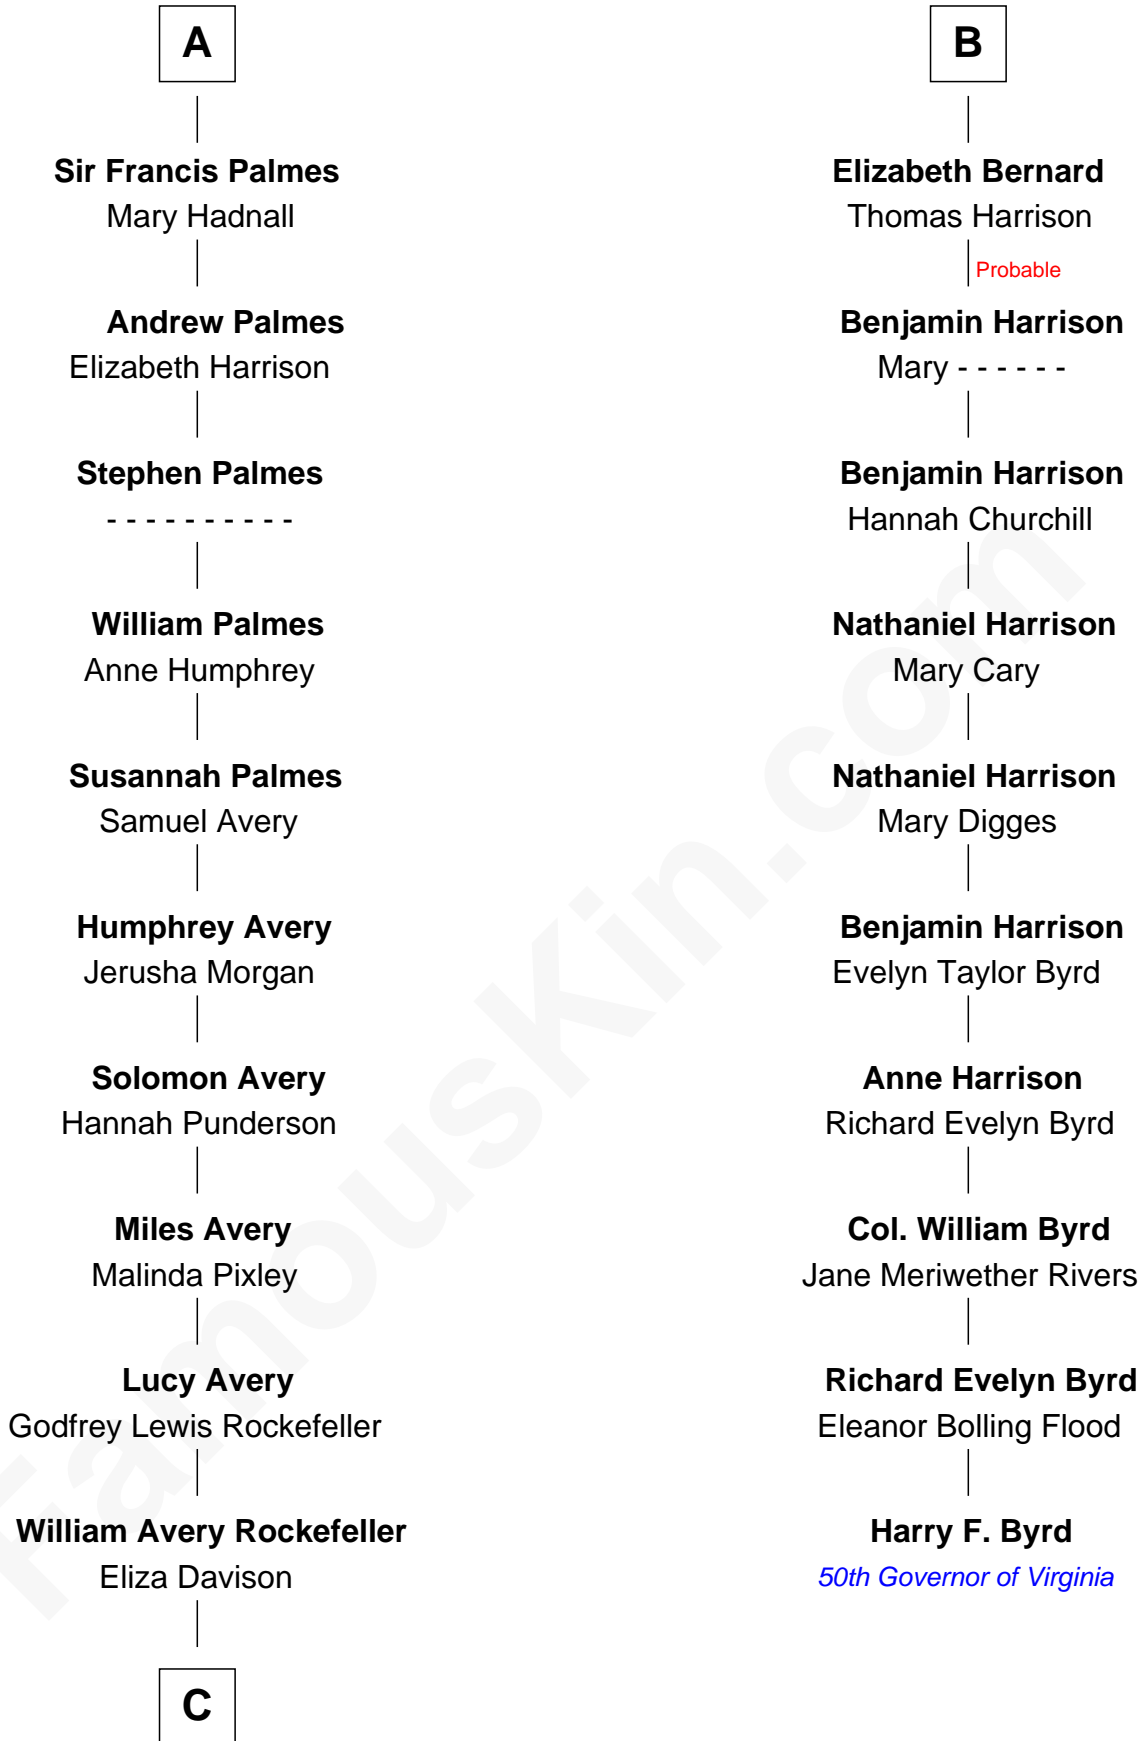 A
Sir Francis Palmes
Mary Hadnall
Andrew Palmes
Elizabeth Harrison
Stephen Palmes
- - - - - - - - - -
William Palmes
Anne Humphrey
Susannah Palmes
Samuel Avery
Humphrey Avery
Jerusha Morgan
Solomon Avery
Hannah Punderson
Miles Avery
Malinda Pixley
Lucy Avery
Godfrey Lewis Rockefeller
William Avery Rockefeller
Eliza Davison
C
B
Elizabeth Bernard
Thomas Harrison
Probable
Benjamin Harrison
Mary - - - - - -
Benjamin Harrison
Hannah Churchill
Nathaniel Harrison
Mary Cary
Nathaniel Harrison
Mary Digges
Benjamin Harrison
Evelyn Taylor Byrd
Anne Harrison
Richard Evelyn Byrd
Col. William Byrd
Jane Meriwether Rivers
Richard Evelyn Byrd
Eleanor Bolling Flood
Harry F. Byrd
50th Governor of Virginia
FamousKin.com